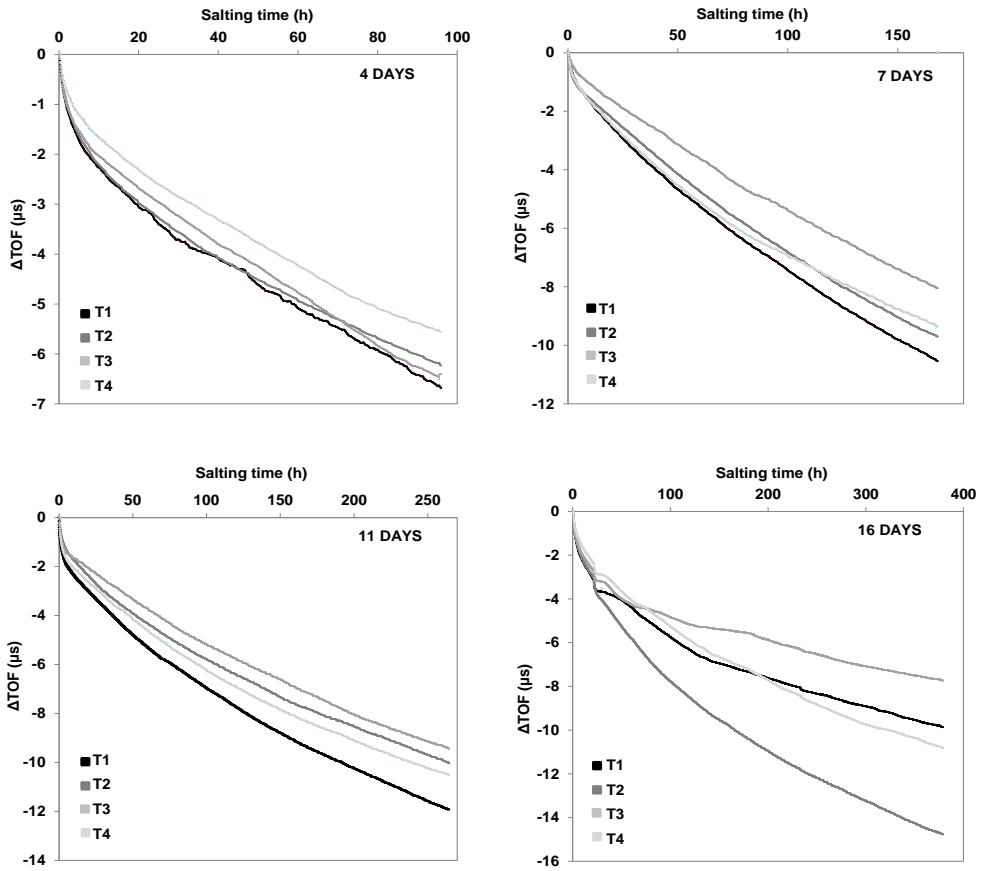 Salting time (h)
0 20 40 60 80 100
0
-1
-2
-3
-4
-5
-6
-7
ΔTOF (µs)
4 DAYS
T1
T2
T3
T4
Salting time (h)
0 50 100 150
0
-2
-4
-6
-8
-10
-12
ΔTOF (µs)
7 DAYS
T1
T2
T3
T4
Salting time (h)
0 50 100 150 200 250
0
-2
-4
-6
-8
-10
-12
-14
ΔTOF (µs)
11 DAYS
T1
T2
T3
T4
Salting time (h)
0 100 200 300 400
0
-2
-4
-6
-8
-10
-12
-14
-16
ΔTOF (µs)
16 DAYS
T1
T2
T3
T4